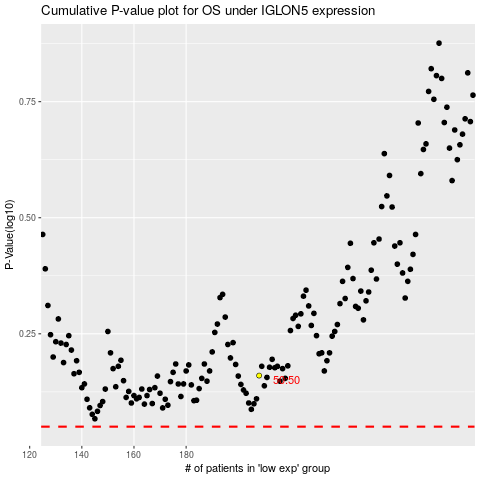 Cumulative P-value plot for OS under IGLON5 expression
P-Value(log10)
0.75
0.50
0.25
50:50
120 140 160 180
# of patients in 'low exp' group